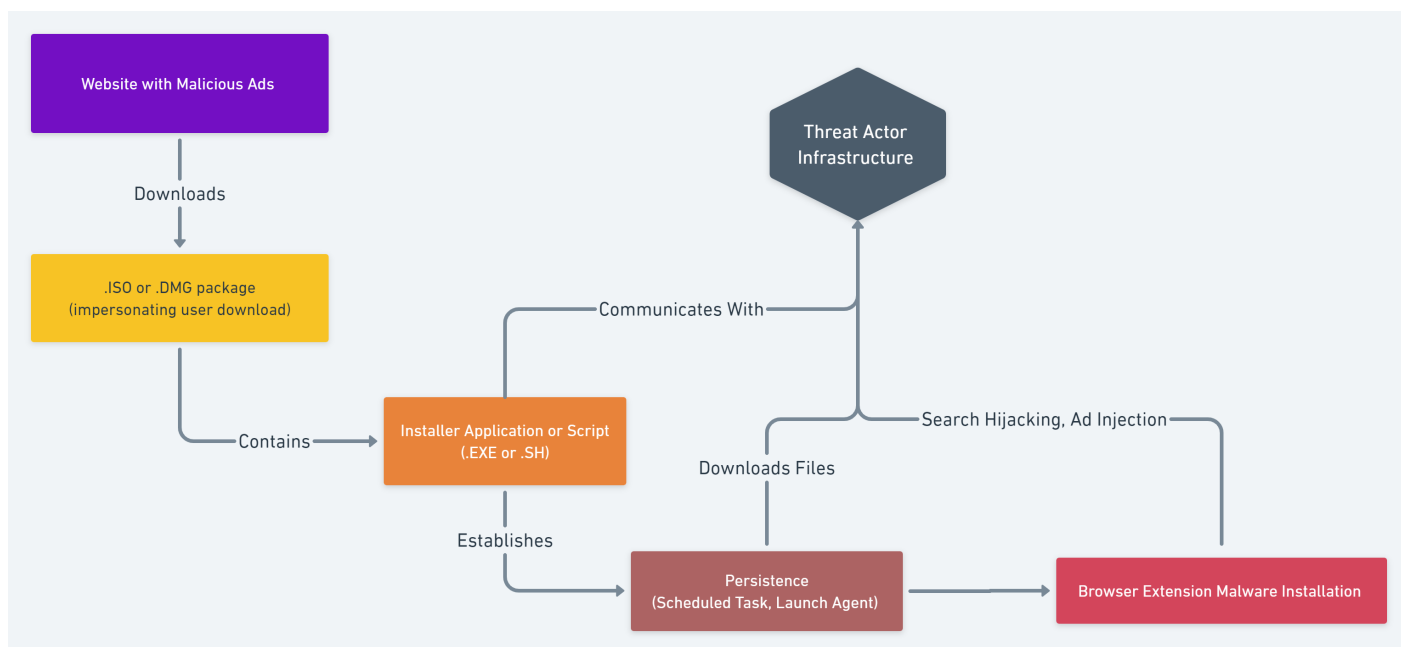 Website with Malicious Ads
Threat Actor
Infrastructure
Downloads
.ISO or .DMG package
(impersonating user download)
Communicates With
Installer Application or Script
(.EXE or .SH)
Search Hijacking, Ad Injection
Contains
Downloads Files
Establishes
Persistence
(Scheduled Task, Launch Agent)
Browser Extension Malware Installation